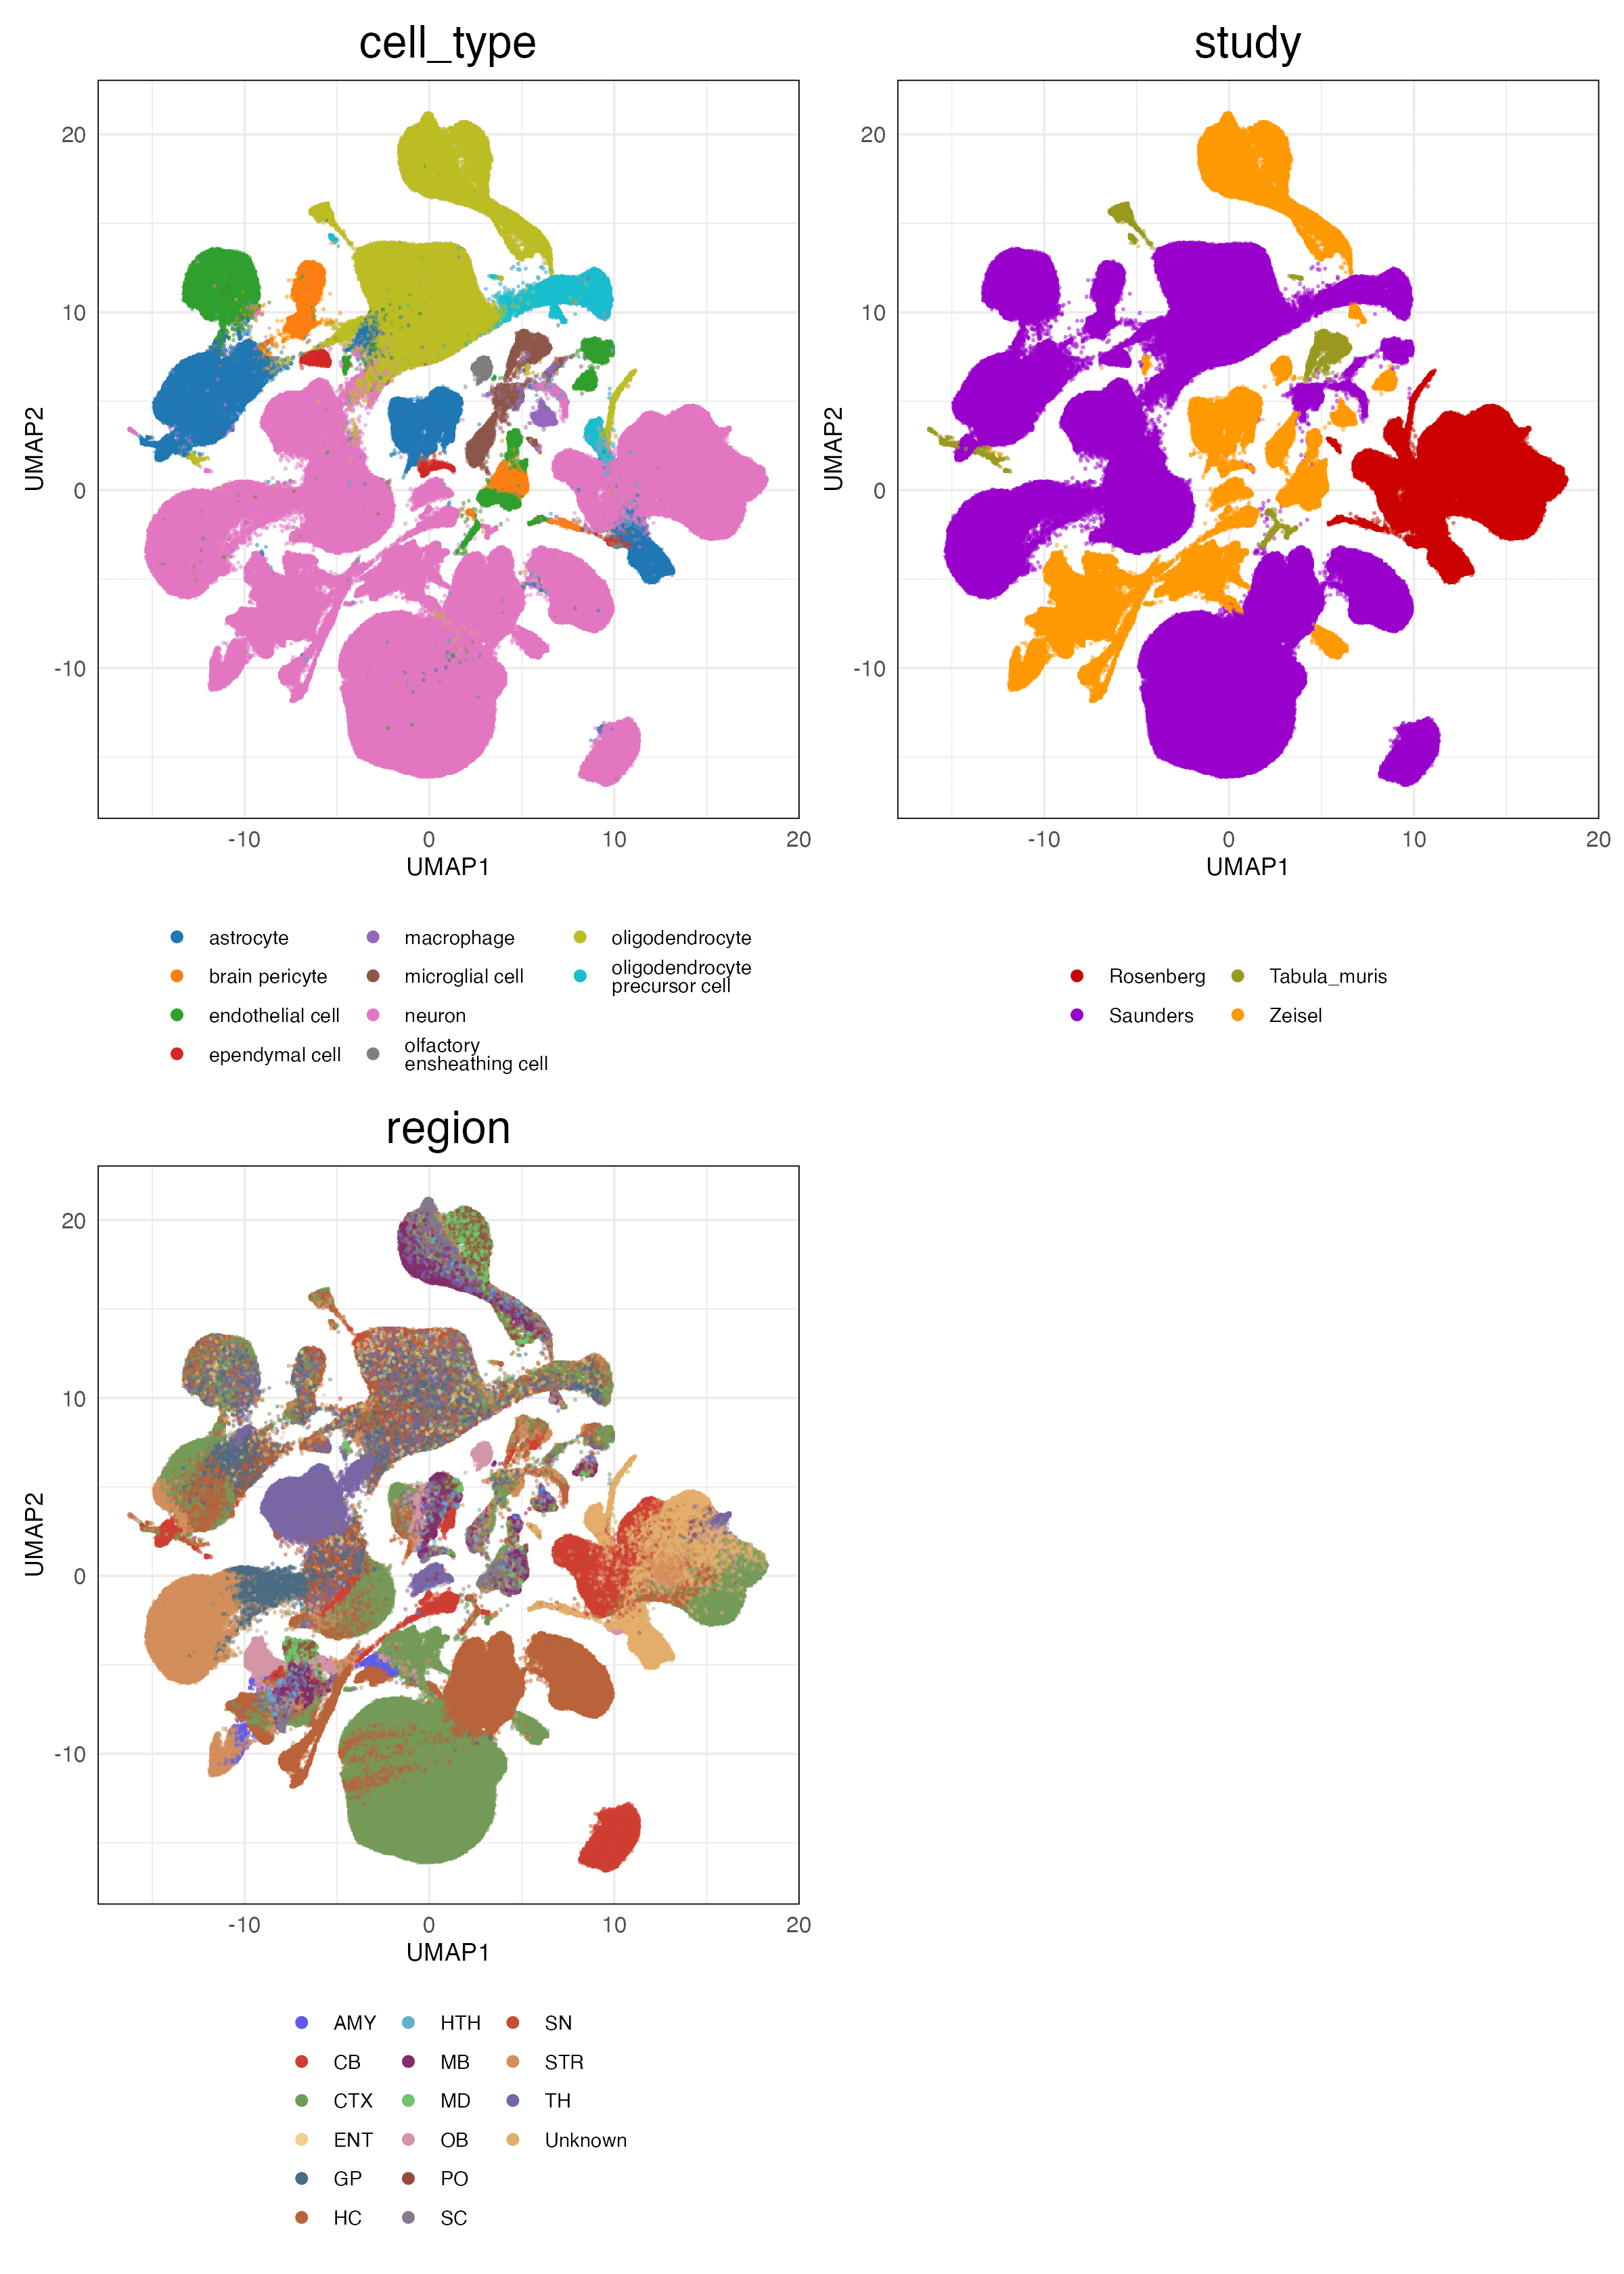 cell_type
study
UMAP2
20
10
0
-10
-10
0
10
20
UMAP1
UMAP2
20
10
0
-10
-10
0
10
20
UMAP1
astrocyte
brain pericyte
endothelial cell
ependymal cell
macrophage
microglial cell
neuron
olfactory
ensheathing cell
oligodendrocyte
oligodendrocyte
precursor cell
Rosenberg
Saunders
Tabula_muris
Zeisel
region
UMAP2
20
10
0
-10
-10
0
10
20
UMAP1
AMY
CB
CTX
ENT
GP
HC
HTH
MB
MD
OB
PO
SC
SN
STR
TH
Unknown